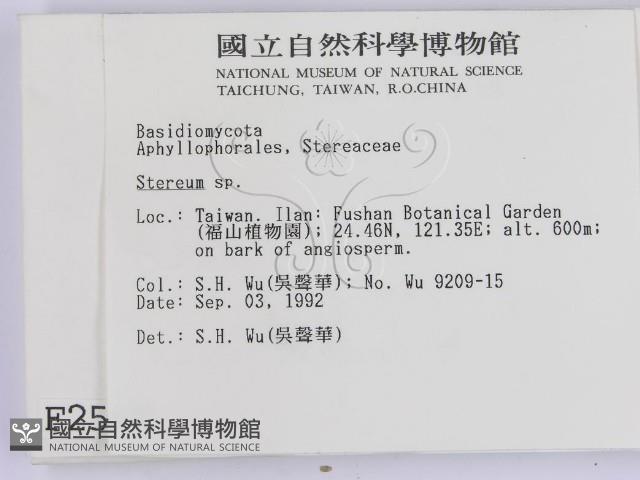 國立自然科學博物館
NATIONAL MUSEUM OF NATURAL SCIENCE
TAICHUNG, TAIWAN, R.O.CHINA
Basidiomycota
Aphyllophorales, Stereaceae
Stereum sp.
Loc.: Taiwan. Ilan: Fushan Botanical Garden
(福山植物園); 24.46N, 121.35E; alt. 600m;
on bark of angiosperm.
Col.: S.H. Wu(吳聲華); No. Wu 9209-15
Date: Sep. 03, 1992
Det.: S.H. Wu(吳聲華)
F25
國立自然科學博物館
NATIONAL MUSEUM OF NATURAL SCIENCE